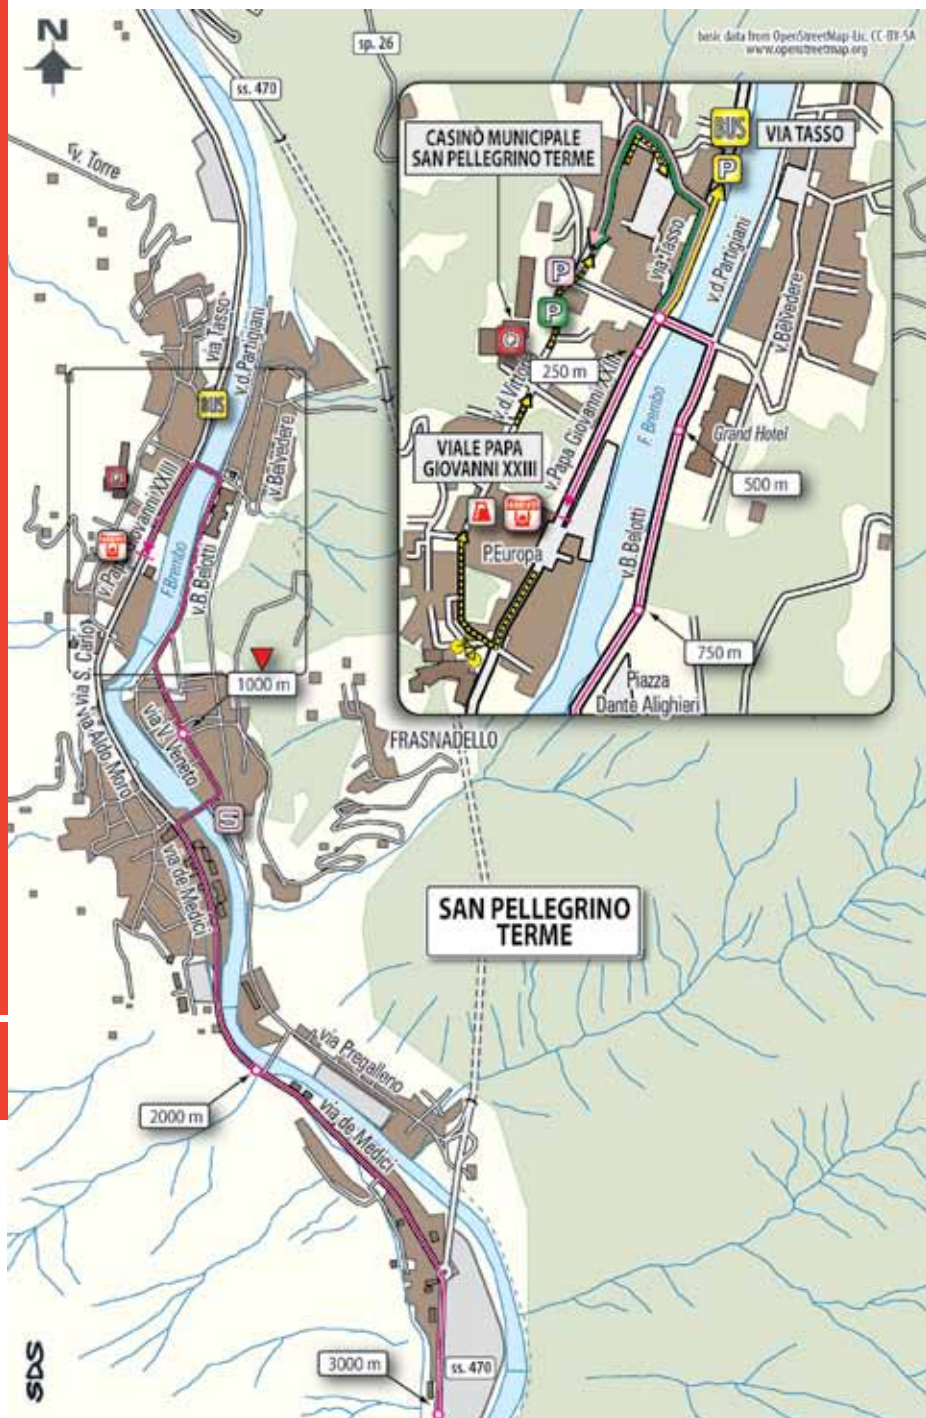 N
basic data from OpenStreetMap-Lic. CC-BY-SA
www.openstreetmap.org
sp. 26
ss. 470
v. Torre
CASINÒ MUNICIPALE
SAN PELLEGRINO TERME
BUS
VIA TASSO
P
via Tasso
v.d. Partigiani
v.Belvedere
P
P
Q
250 m
v.Papa Giovanni XXIII
F. Brembo
Grand Hotel
500 m
VIALE PAPA
GIOVANNI XXIII
P.Europa
v.B.Belotti
750 m
Piazza
Dante Alighieri
via Tasso
v.d. Partigiani
BUS
v.Belvedere
F.Brembo
v.B.Belotti
via S. Carlo
1000 m
via Aldo Moro
via V. Veneto
FRASNADELLO
S
via de Medici
SAN PELLEGRINO
TERME
via Pregalleno
2000 m
via de Medici
3000 m
ss. 470
SDS